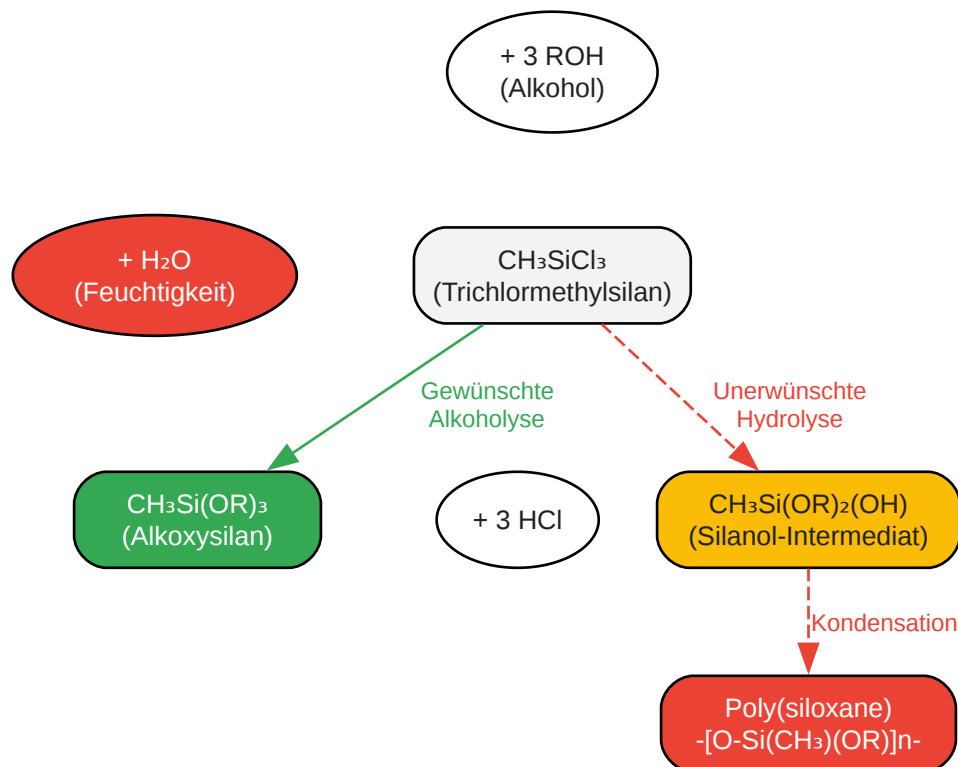 + 3 ROH
(Alkohol)
+ H₂O
(Feuchtigkeit)
CH₃SiCl₃
(Trichlormethylsilan)
Gewünschte
Alkoholyse
Unerwünschte
Hydrolyse
CH₃Si(OR)₃
(Alkoxysilan)
+ 3 HCl
CH₃Si(OR)₂(OH)
(Silanol-Intermediat)
Kondensation
Poly(siloxane)
-[O-Si(CH₃)(OR)]n-